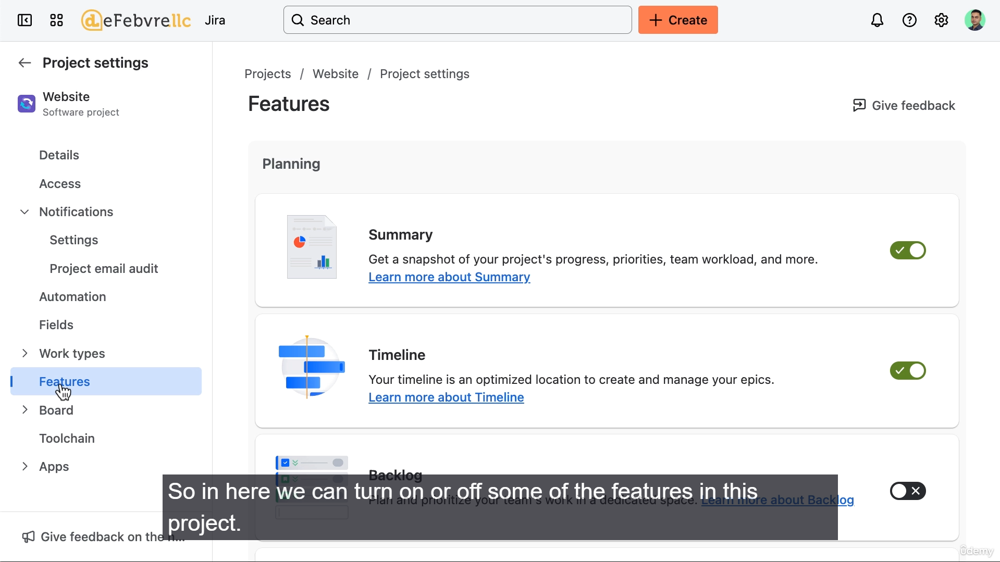 deFebvre.llc Jira
Search
Create
Project settings
Website
Software project
Details
Access
Notifications
Settings
Project email audit
Automation
Fields
Work types
Features
Board
Toolchain
Apps
Give feedback on the n...
Projects / Website / Project settings
Features
Give feedback
Planning
Summary
Get a snapshot of your project's progress, priorities, team workload, and more.
Learn more about Summary
Timeline
Your timeline is an optimized location to create and manage your epics.
Learn more about Timeline
Backlog
Plan and prioritize your team's work in a dedicated space. Learn more about Backlog
So in here we can turn on or off some of the features in this
project.
ûdemy